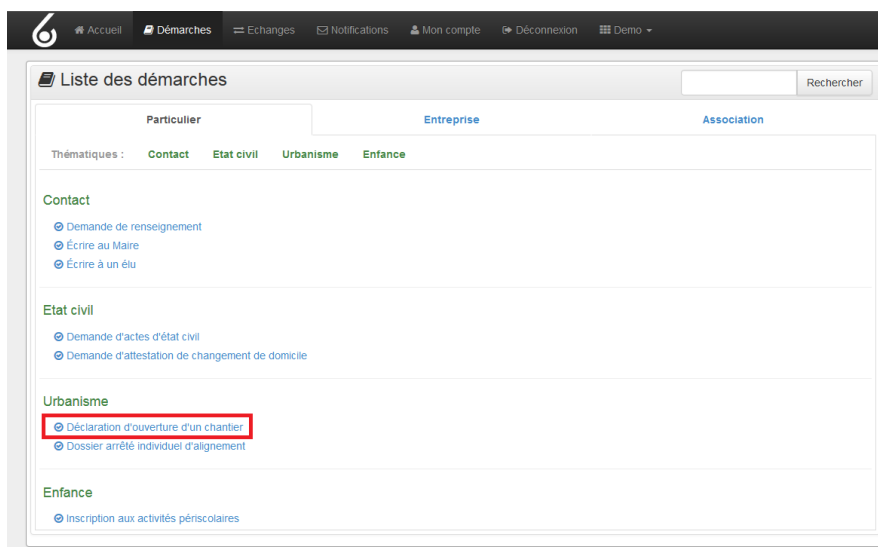 Accueil Démarches Echanges Notifications Mon compte Déconnexion Demo
Liste des démarches Rechercher
Particulier Entreprise Association
Thématiques : Contact Etat civil Urbanisme Enfance
Contact
Demande de renseignement
Écrire au Maire
Écrire à un élu
Etat civil
Demande d'actes d'état civil
Demande d'attestation de changement de domicile
Urbanisme
Déclaration d'ouverture d'un chantier
Dossier arrêté individuel d'alignement
Enfance
Inscription aux activités périscolaires